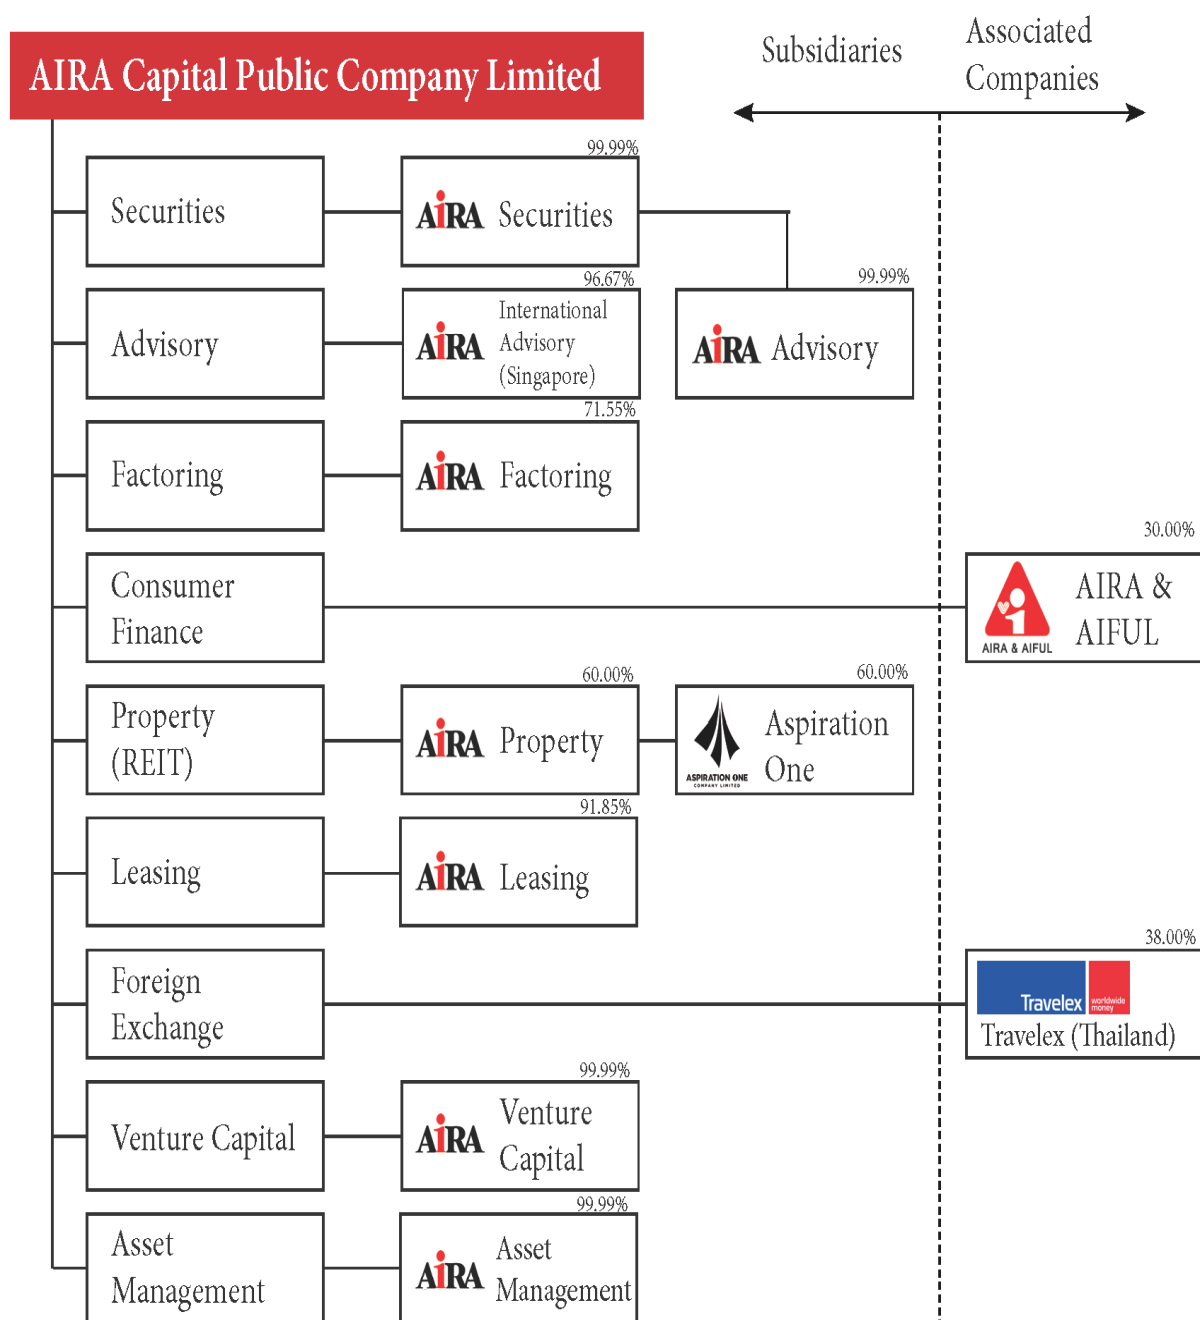 AIRA Capital Public Company Limited
Subsidiaries
Associated
Companies
99.99%
Securities
AiRA Securities
96.67%
99.99%
Advisory
AiRA
International
Advisory
(Singapore)
AiRA Advisory
71.55%
Factoring
AiRA Factoring
30.00%
Consumer
Finance
AIRA & AIFUL
AIRA &
AIFUL
60.00%
60.00%
Property
(REIT)
AiRA Property
ASPIRATION ONE
COMPANY LIMITED
Aspiration
One
91.85%
Leasing
AiRA Leasing
38.00%
Foreign
Exchange
Travelex
worldwide
money
Travelex (Thailand)
99.99%
Venture Capital
AiRA
Venture
Capital
99.99%
Asset
Management
AiRA
Asset
Management